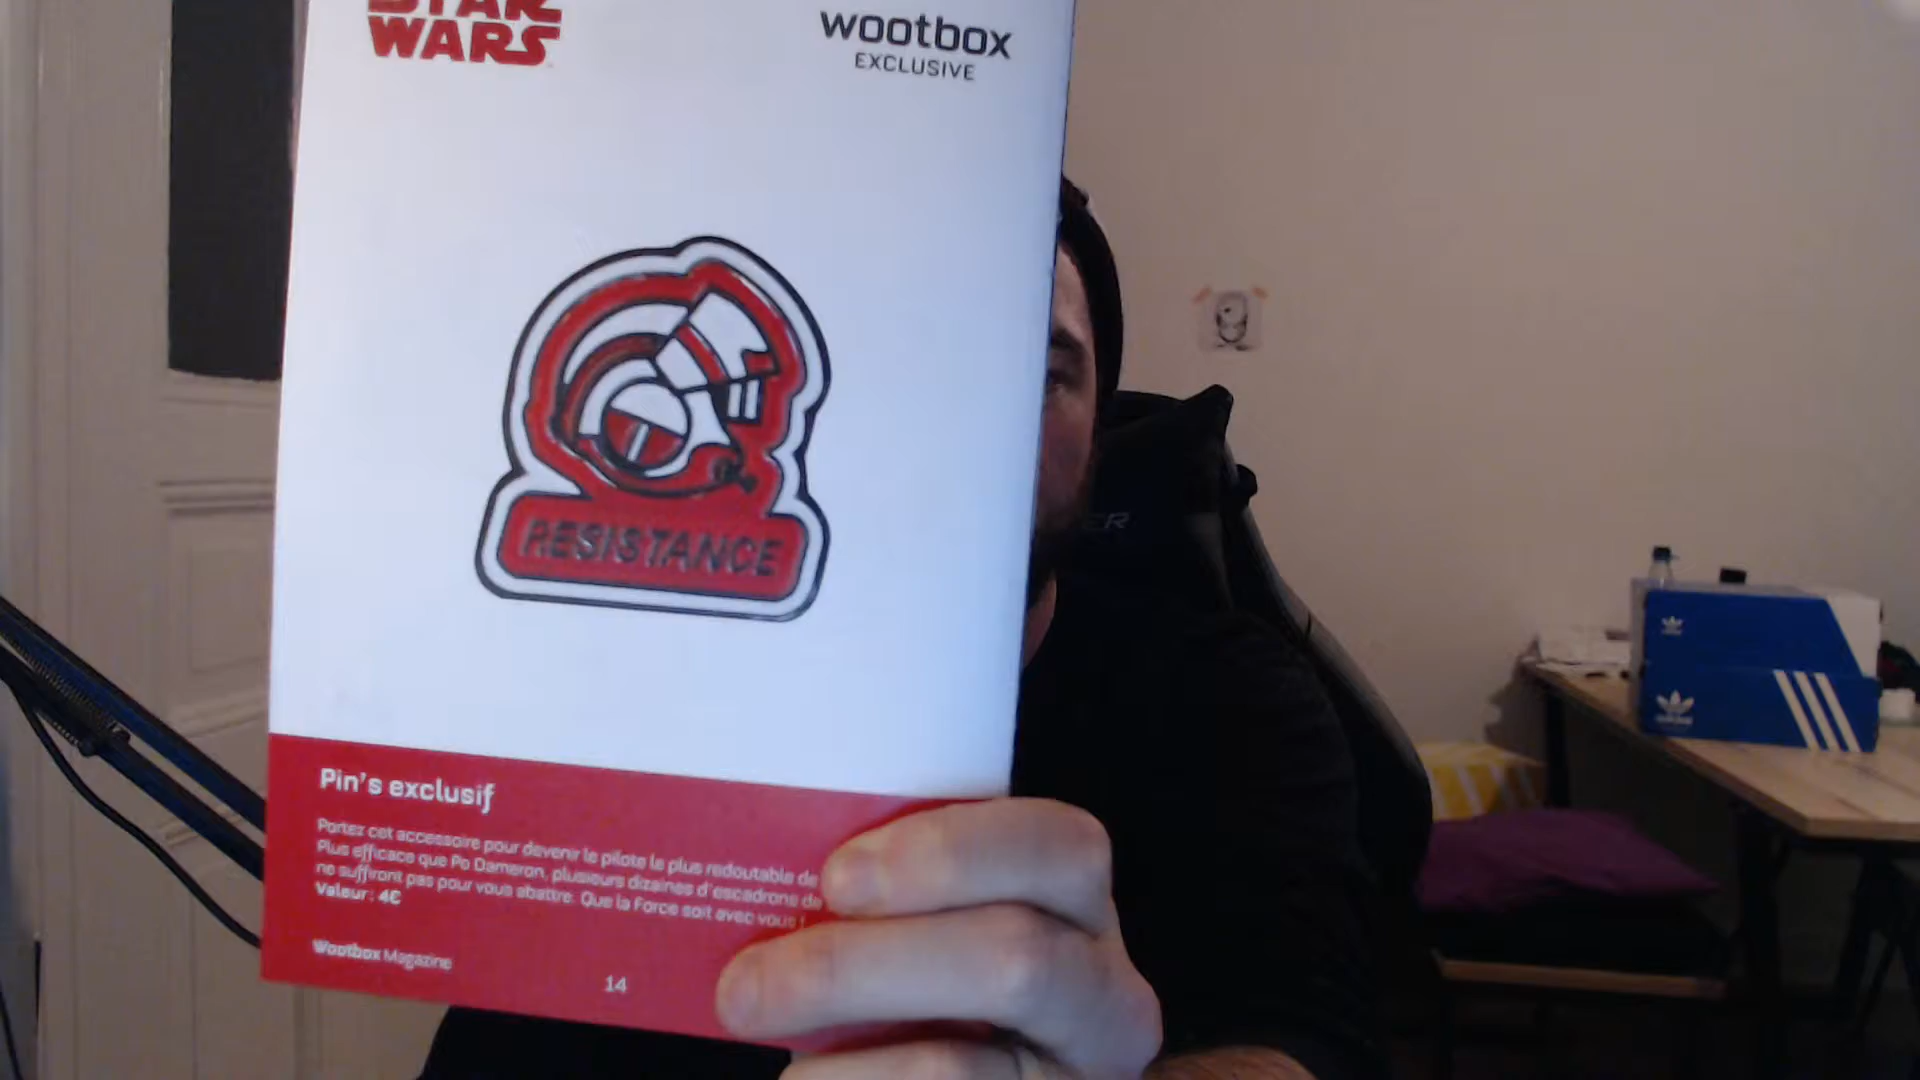 STAR
WARS
wootbox
EXCLUSIVE
RESISTANCE
Pin's exclusif
Portez cet accessoire pour devenir le pilote le plus redoutable de
Plus efficace que Po Dameron, plusieurs dizaines d'escadrons de
ne suffiront pas pour vous abattre. Que la Force soit avec vous !
Valeur : 4€
Wootbox Magazine
14
ER
adidas